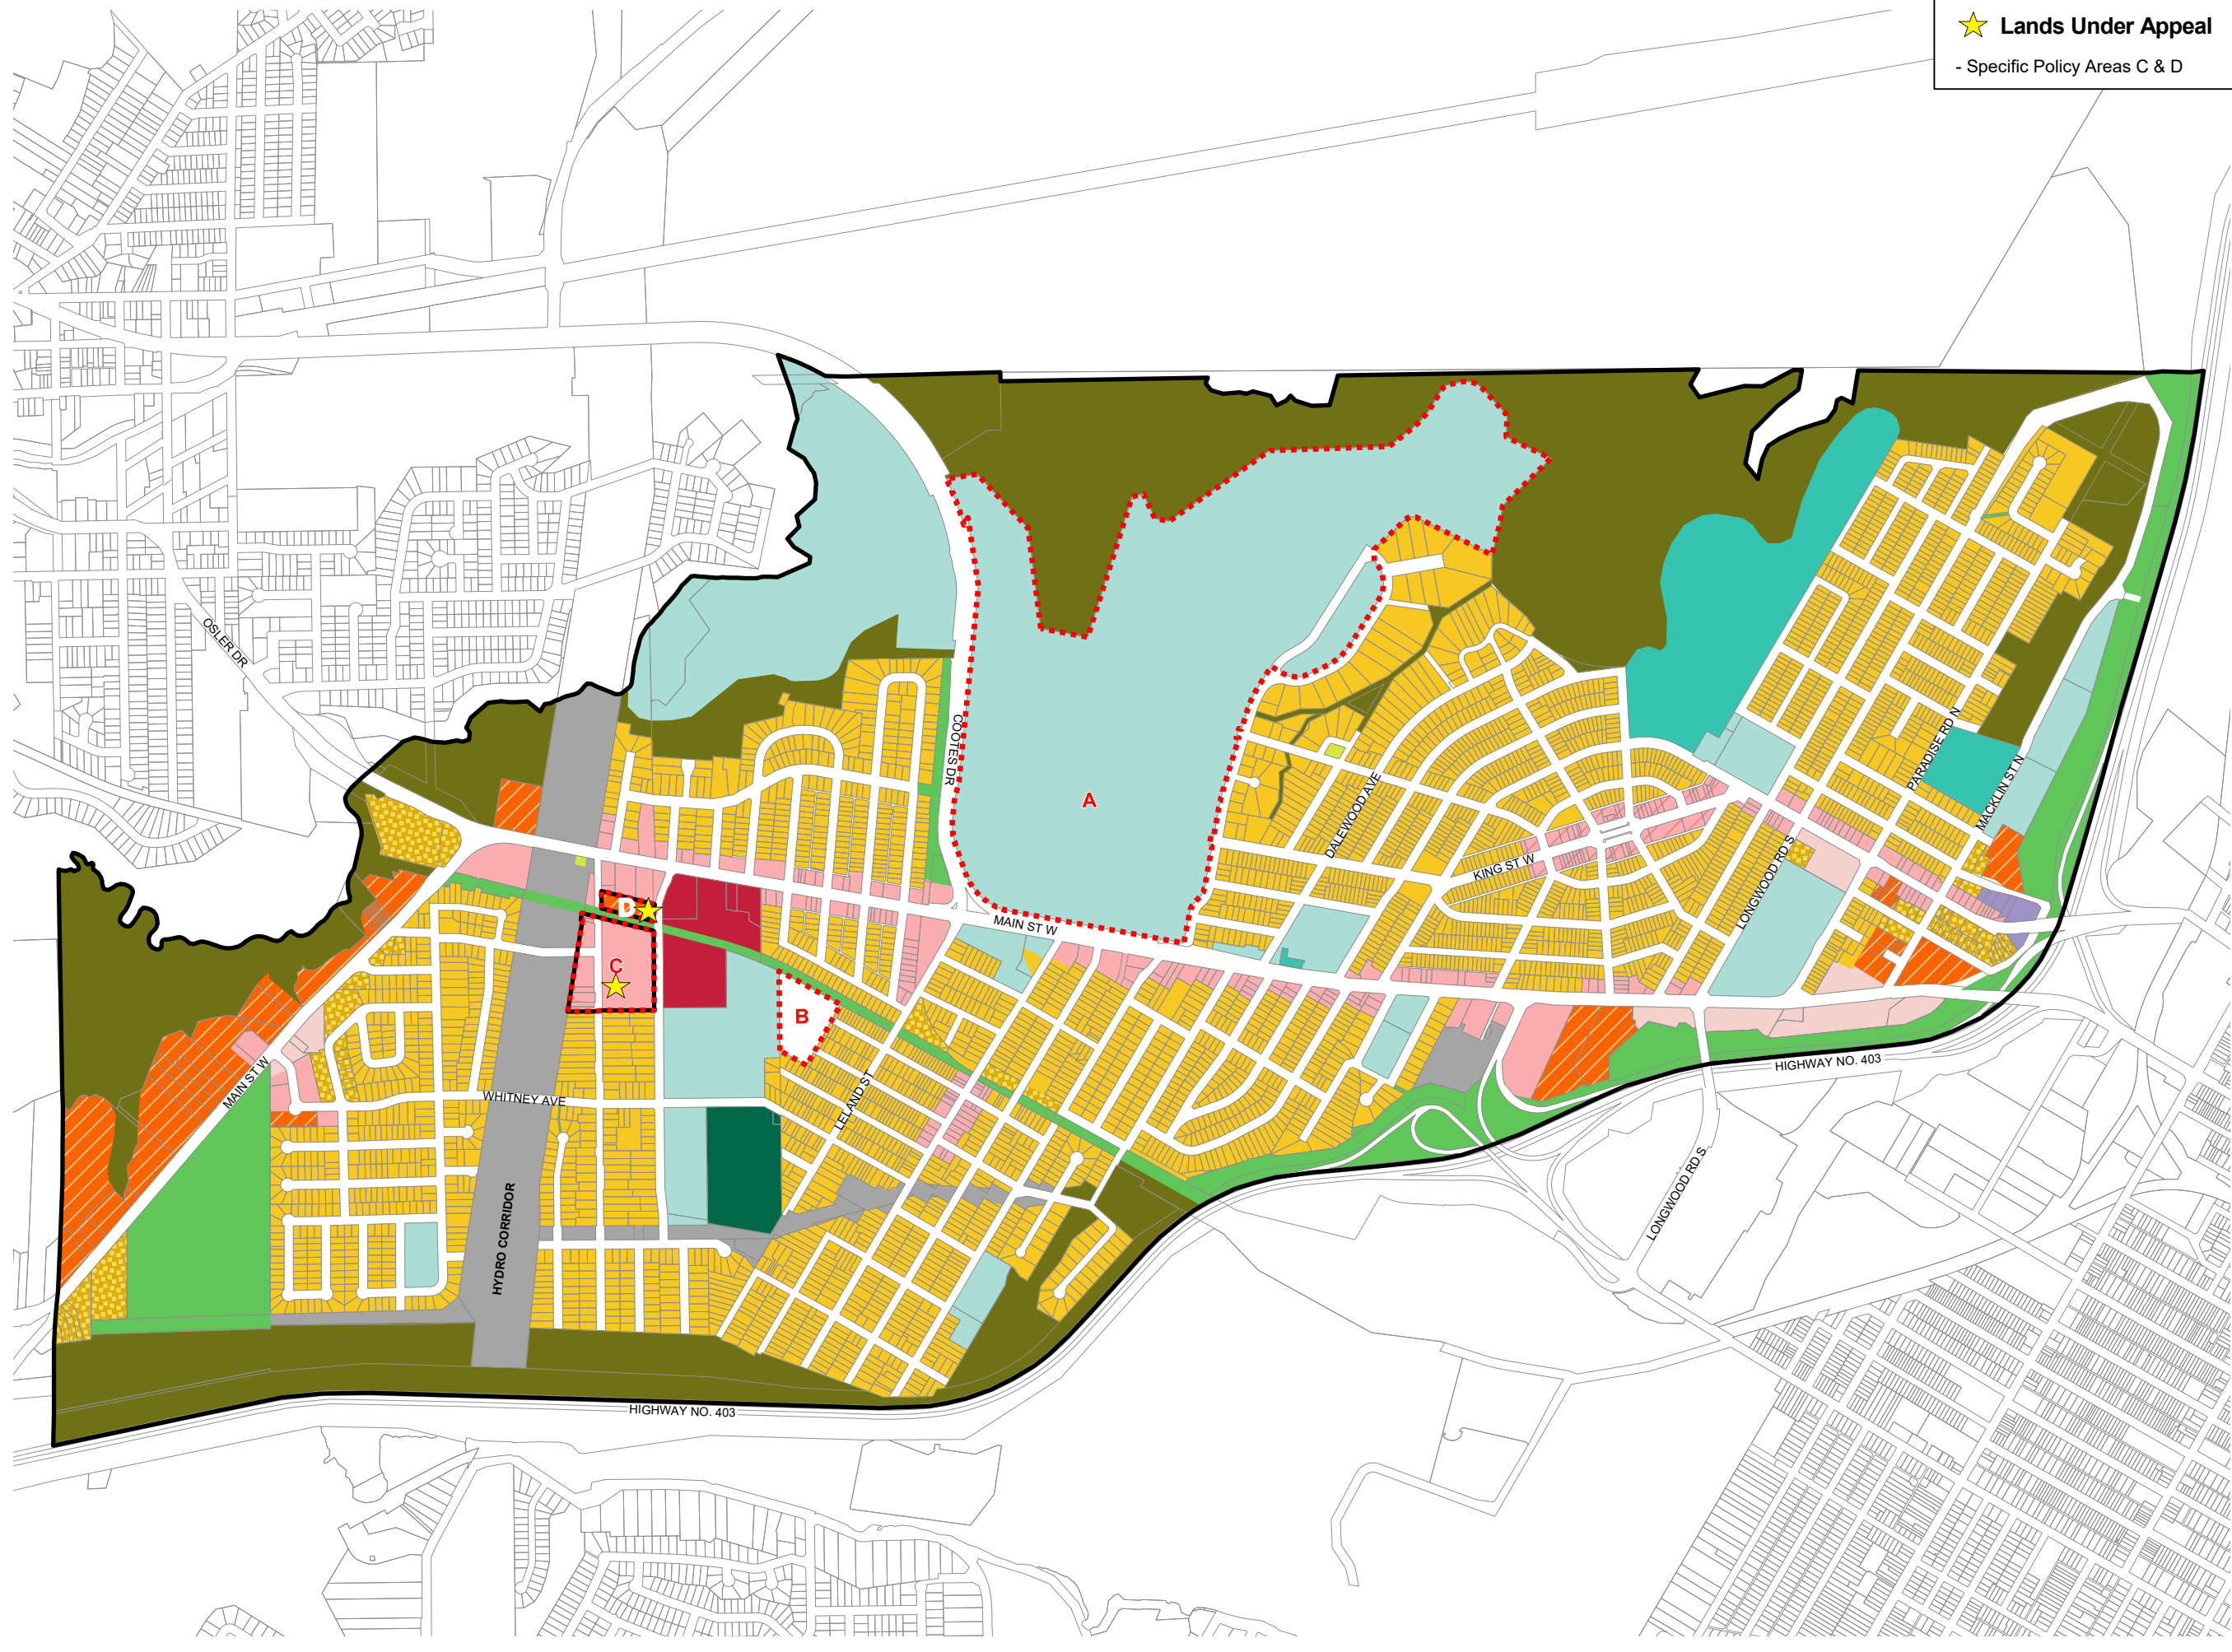 Lands Under Appeal
- Specific Policy Areas C & D
OSLER DR
COOTES DR
A
DALEWOOD AVE
PARADISE RD N
MACKLIN ST N
KING ST W
LONGWOOD RD S
D
MAIN ST W
C
B
MAIN ST W
WHITNEY AVE
LELAND ST
HIGHWAY NO. 403
HYDRO CORRIDOR
LONGWOOD RD S
HIGHWAY NO. 403